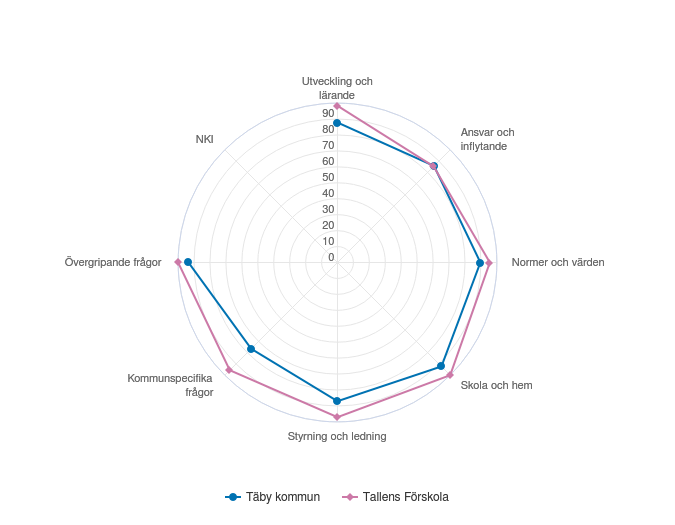 Utveckling och
lärande
Ansvar och
inflytande
NKI
90
80
70
60
50
40
30
20
10
0
Övergripande frågor
Normer och värden
Kommunspecifika
frågor
Skola och hem
Styrning och ledning
Täby kommun
Tallens Förskola